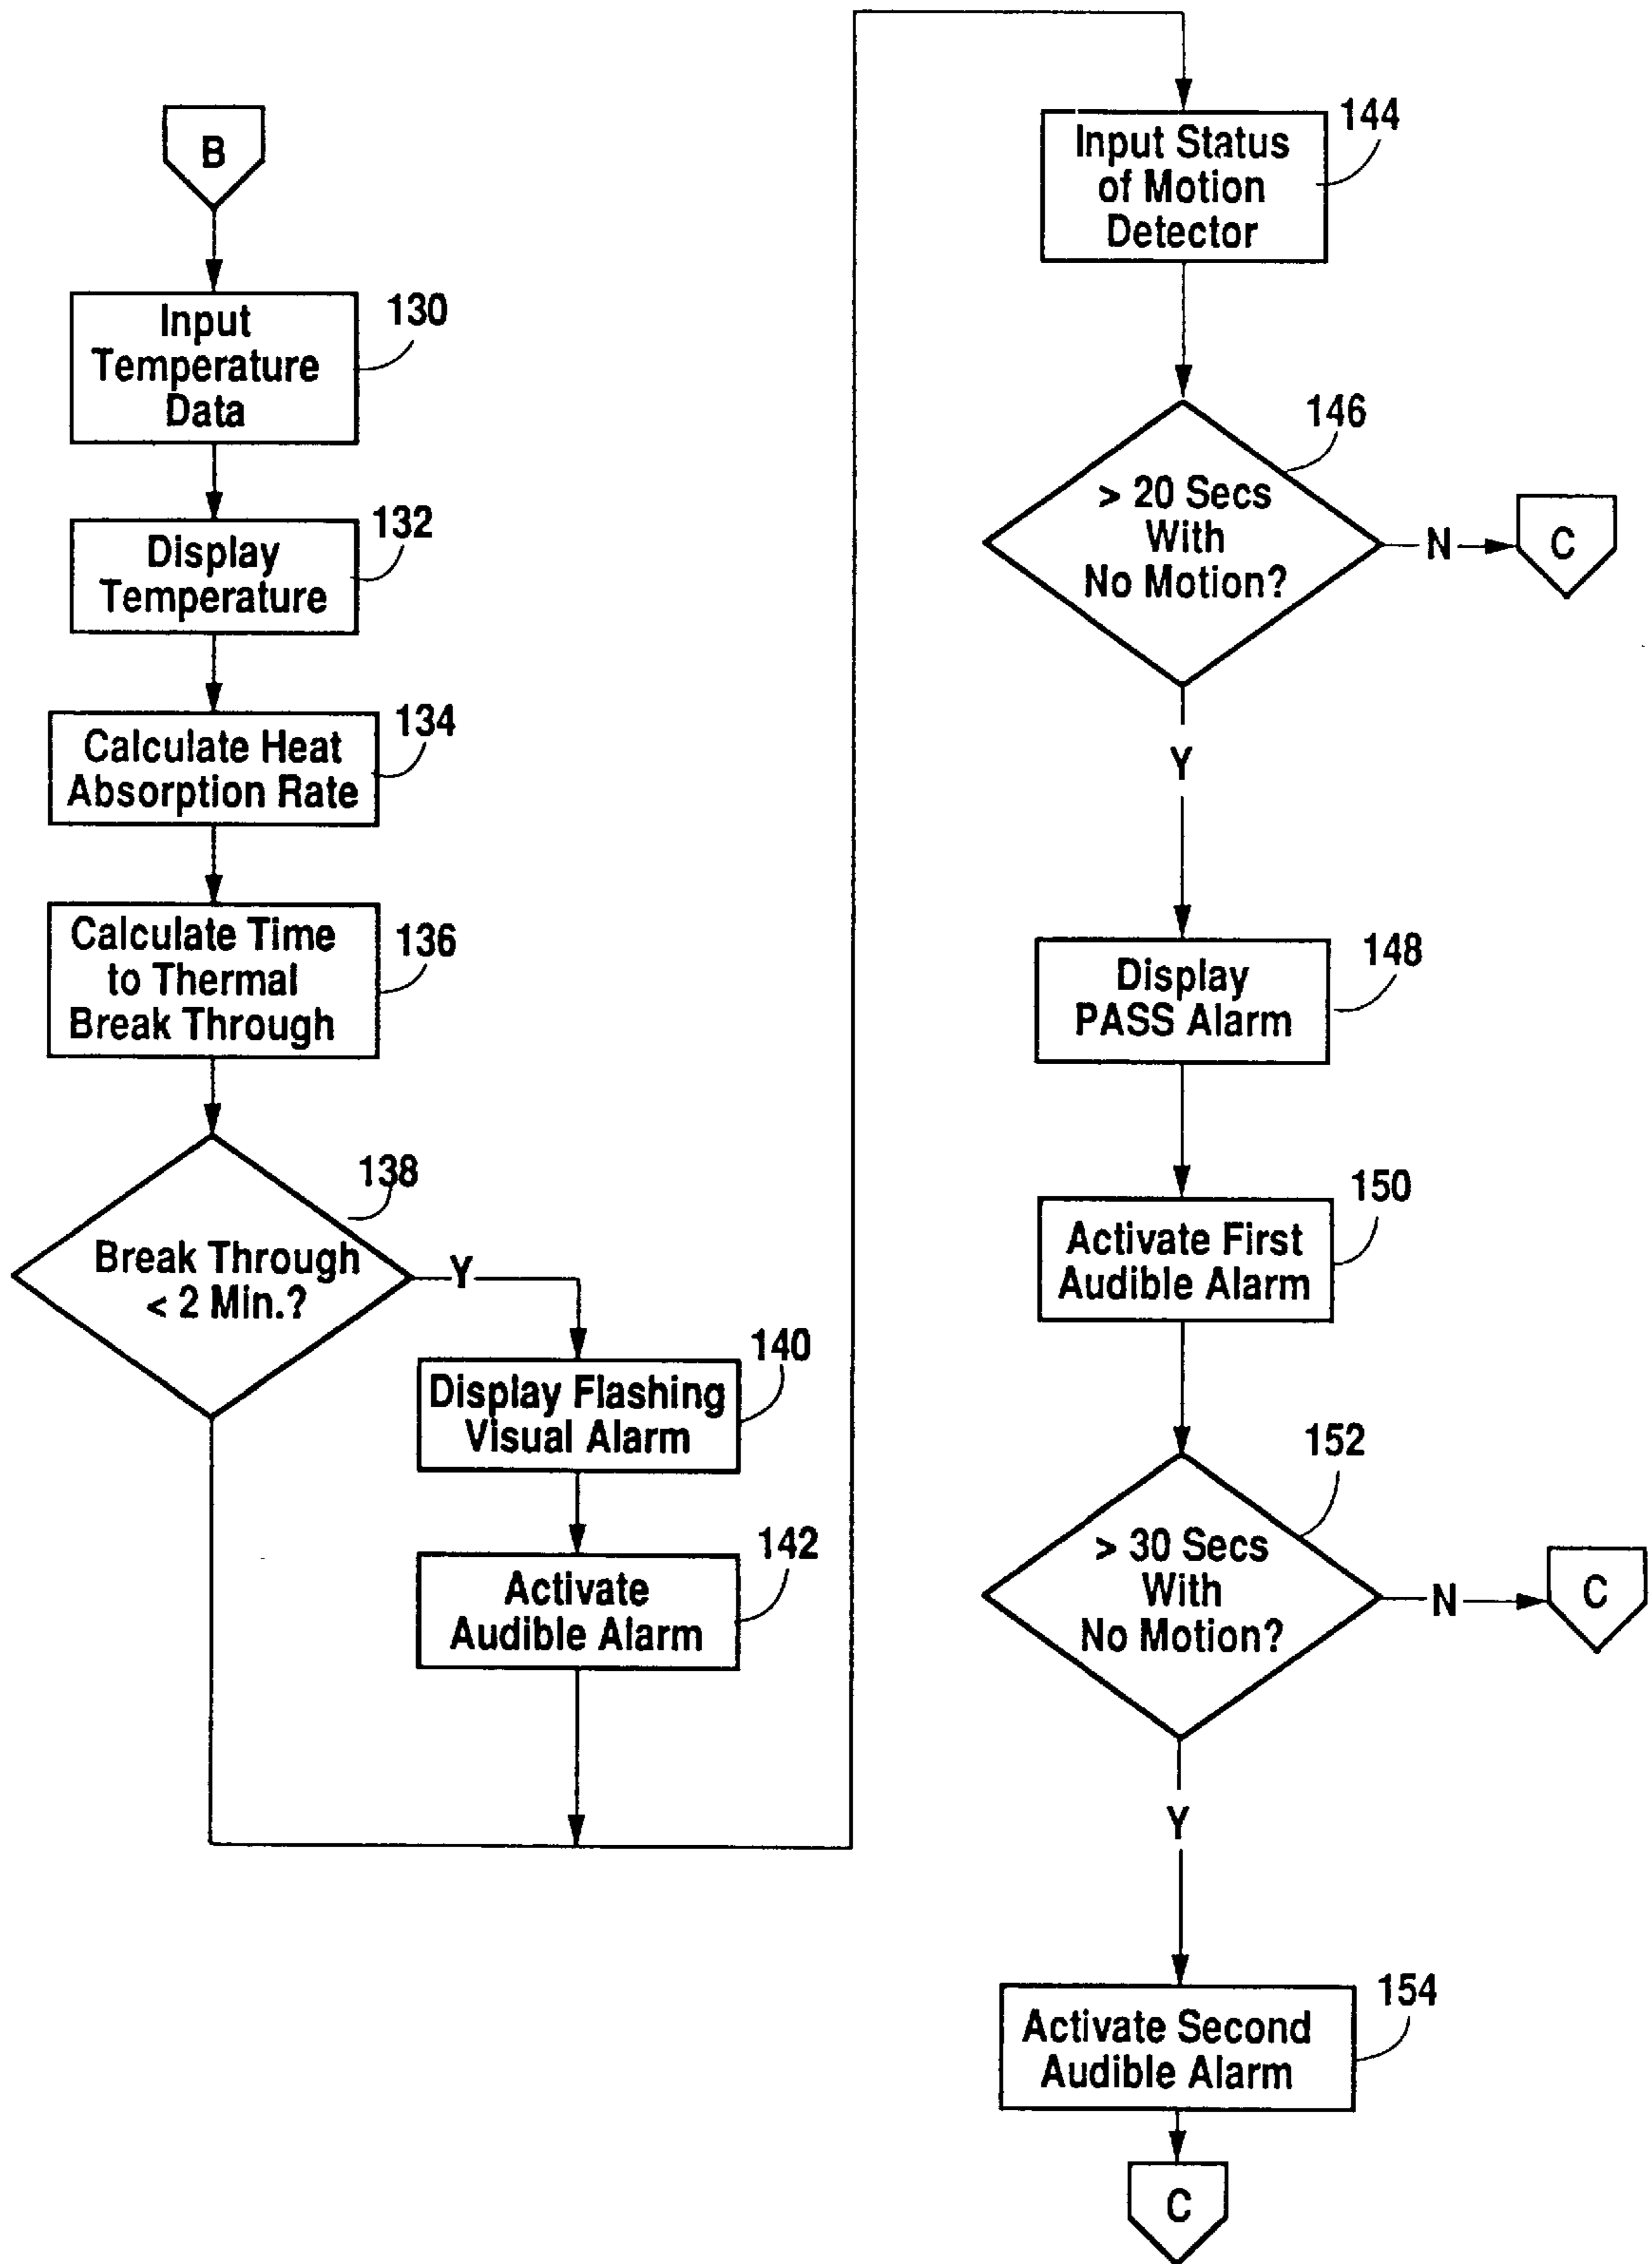 B
Input
Temperature
Data
130
Display
Temperature
132
Calculate Heat
Absorption Rate
134
Calculate Time
to Thermal
Break Through
136
Break Through
< 2 Min.?
138
Y
Display Flashing
Visual Alarm
140
Activate
Audible Alarm
142
Input Status
of Motion
Detector
144
> 20 Secs
With
No Motion?
146
N
C
Y
Display
PASS Alarm
148
Activate First
Audible Alarm
150
> 30 Secs
With
No Motion?
152
N
C
Y
Activate Second
Audible Alarm
154
C